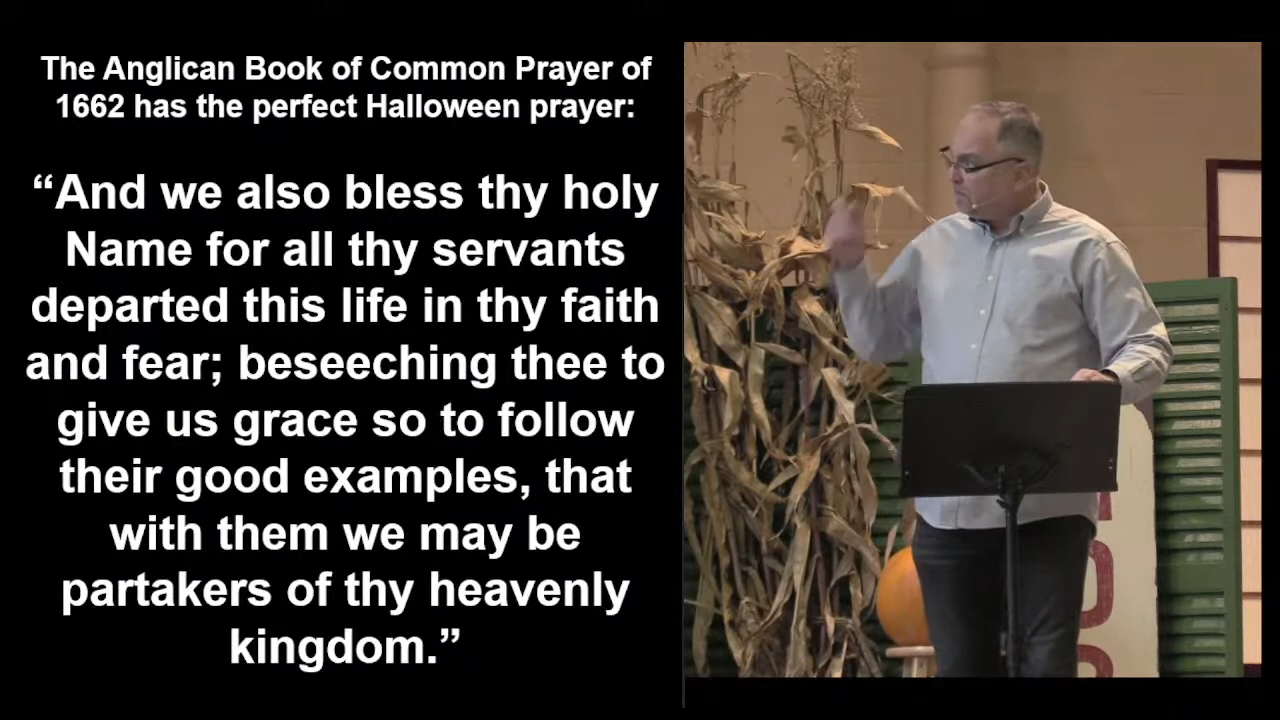 The Anglican Book of Common Prayer of
1662 has the perfect Halloween prayer:
“And we also bless thy holy
Name for all thy servants
departed this life in thy faith
and fear; beseeching thee to
give us grace so to follow
their good examples, that
with them we may be
partakers of thy heavenly
kingdom.”